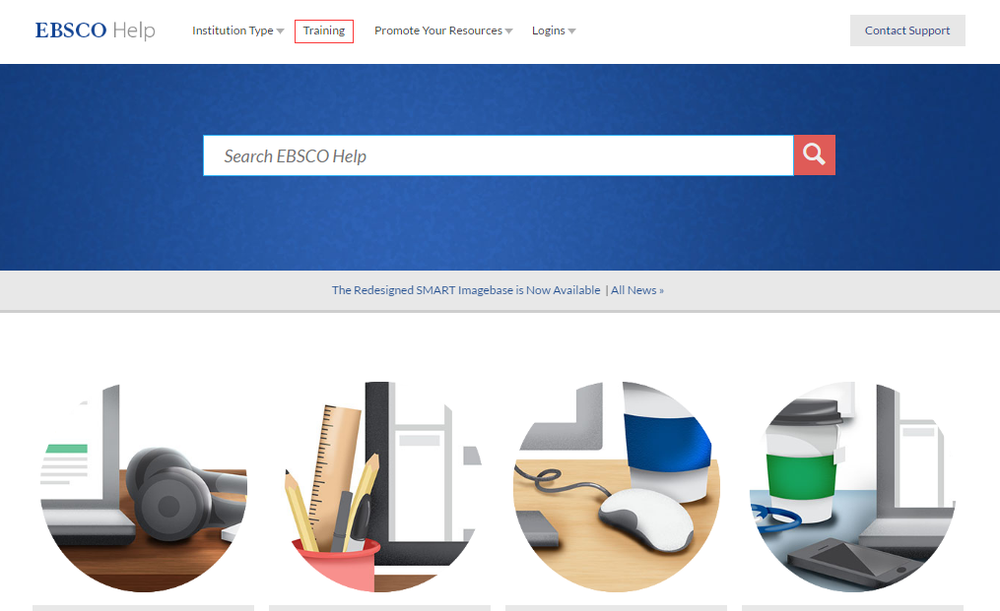 EBSCO Help Institution Type Training Promote Your Resources Logins Contact Support
Search EBSCO Help
The Redesigned SMART Imagebase is Now Available | All News »